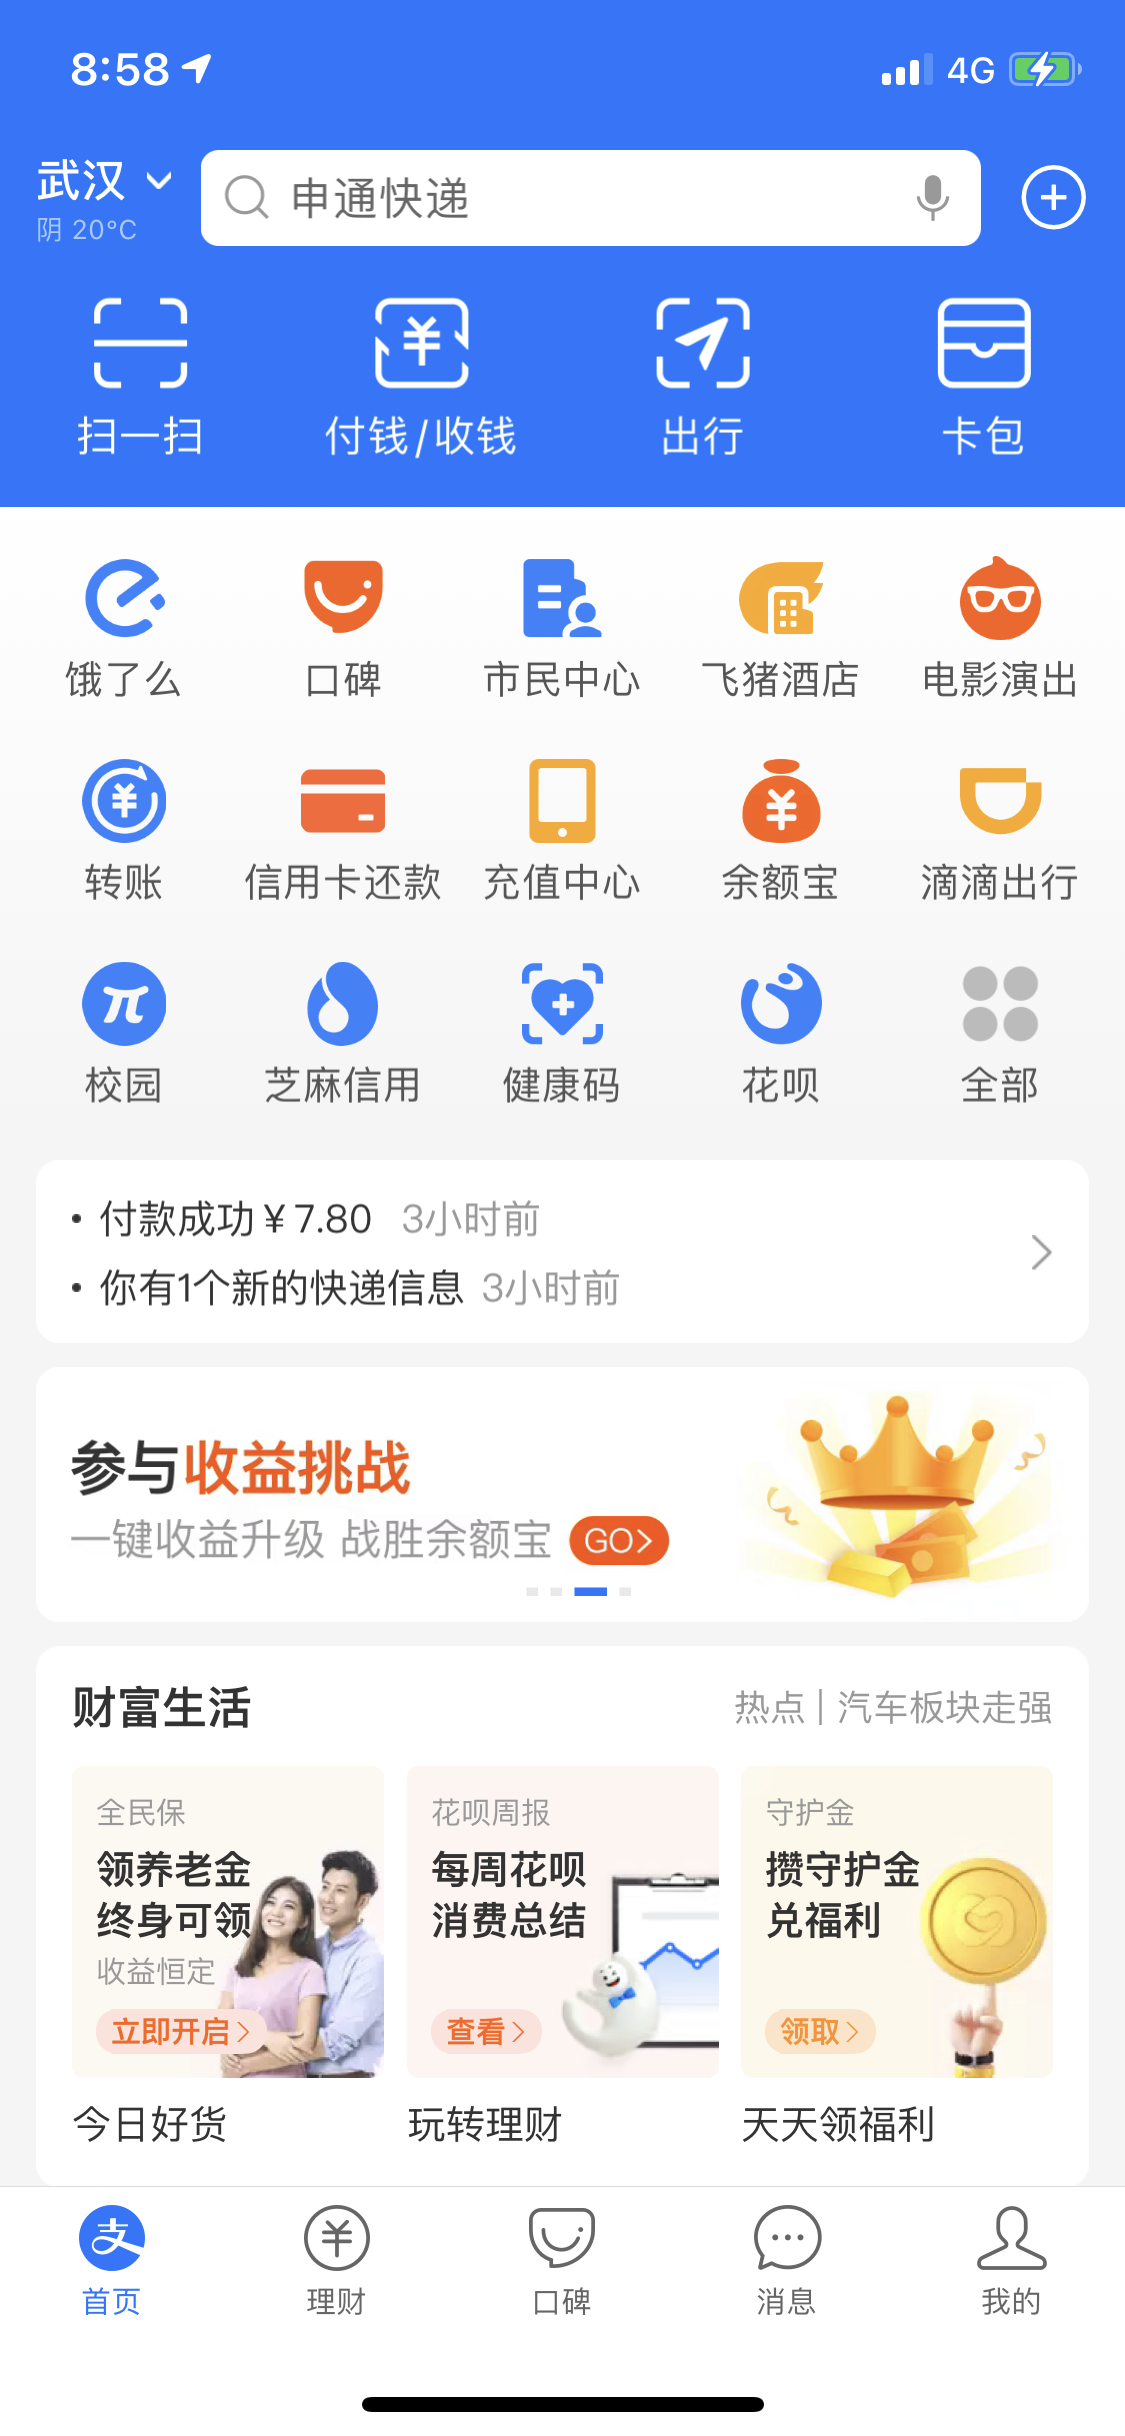 8:58
4G
武汉
阴 20°C
申通快递
扫一扫
付钱/收钱
出行
卡包
饿了么
口碑
市民中心
飞猪酒店
电影演出
转账
信用卡还款
充值中心
余额宝
滴滴出行
校园
芝麻信用
健康码
花呗
全部
· 付款成功¥7.80 3小时前
· 你有1个新的快递信息 3小时前
参与收益挑战
一键收益升级 战胜余额宝 GO>
财富生活
热点 | 汽车板块走强
全民保
领养老金
终身可领
收益恒定
立即开启>
花呗周报
每周花呗
消费总结
查看>
守护金
攒守护金
兑福利
领取>
今日好货
玩转理财
天天领福利
支
首页
理财
口碑
消息
我的